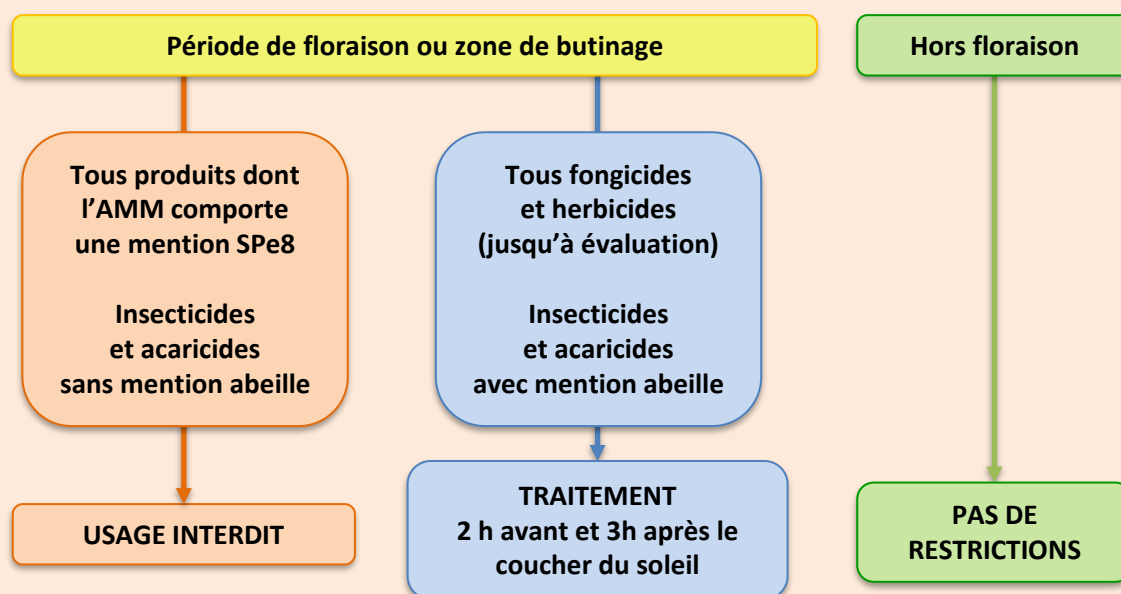 Période de floraison ou zone de butinage
Hors floraison
Tous produits dont
l’AMM comporte
une mention SPe8
Insecticides
et acaricides
sans mention abeille
Tous fongicides
et herbicides
(jusqu’à évaluation)
Insecticides
et acaricides
avec mention abeille
USAGE INTERDIT
TRAITEMENT
2 h avant et 3h après le
coucher du soleil
PAS DE
RESTRICTIONS